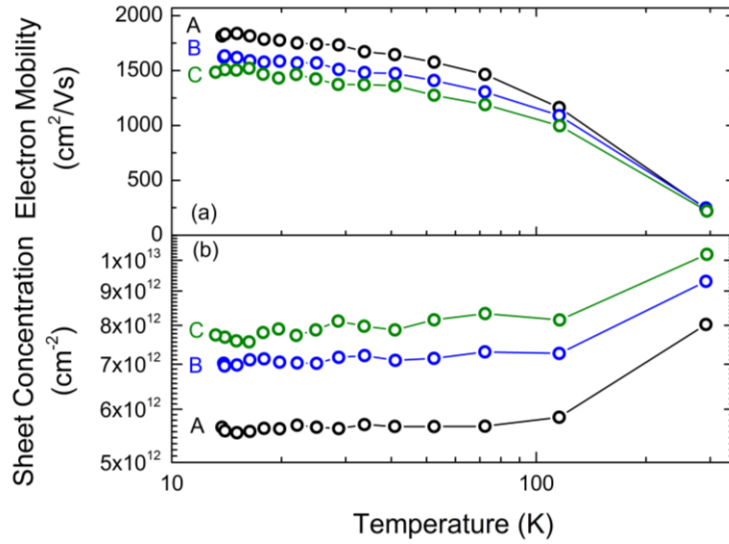 2000
1500
1000
500
0
Electron Mobility
(cm²/Vs)
A
B
C
(a)
(b)
1x10¹³
8x10¹²
7x10¹²
6x10¹²
5x10¹²
Sheet Concentration
(cm⁻²)
C
B
A
10
100
Temperature (K)